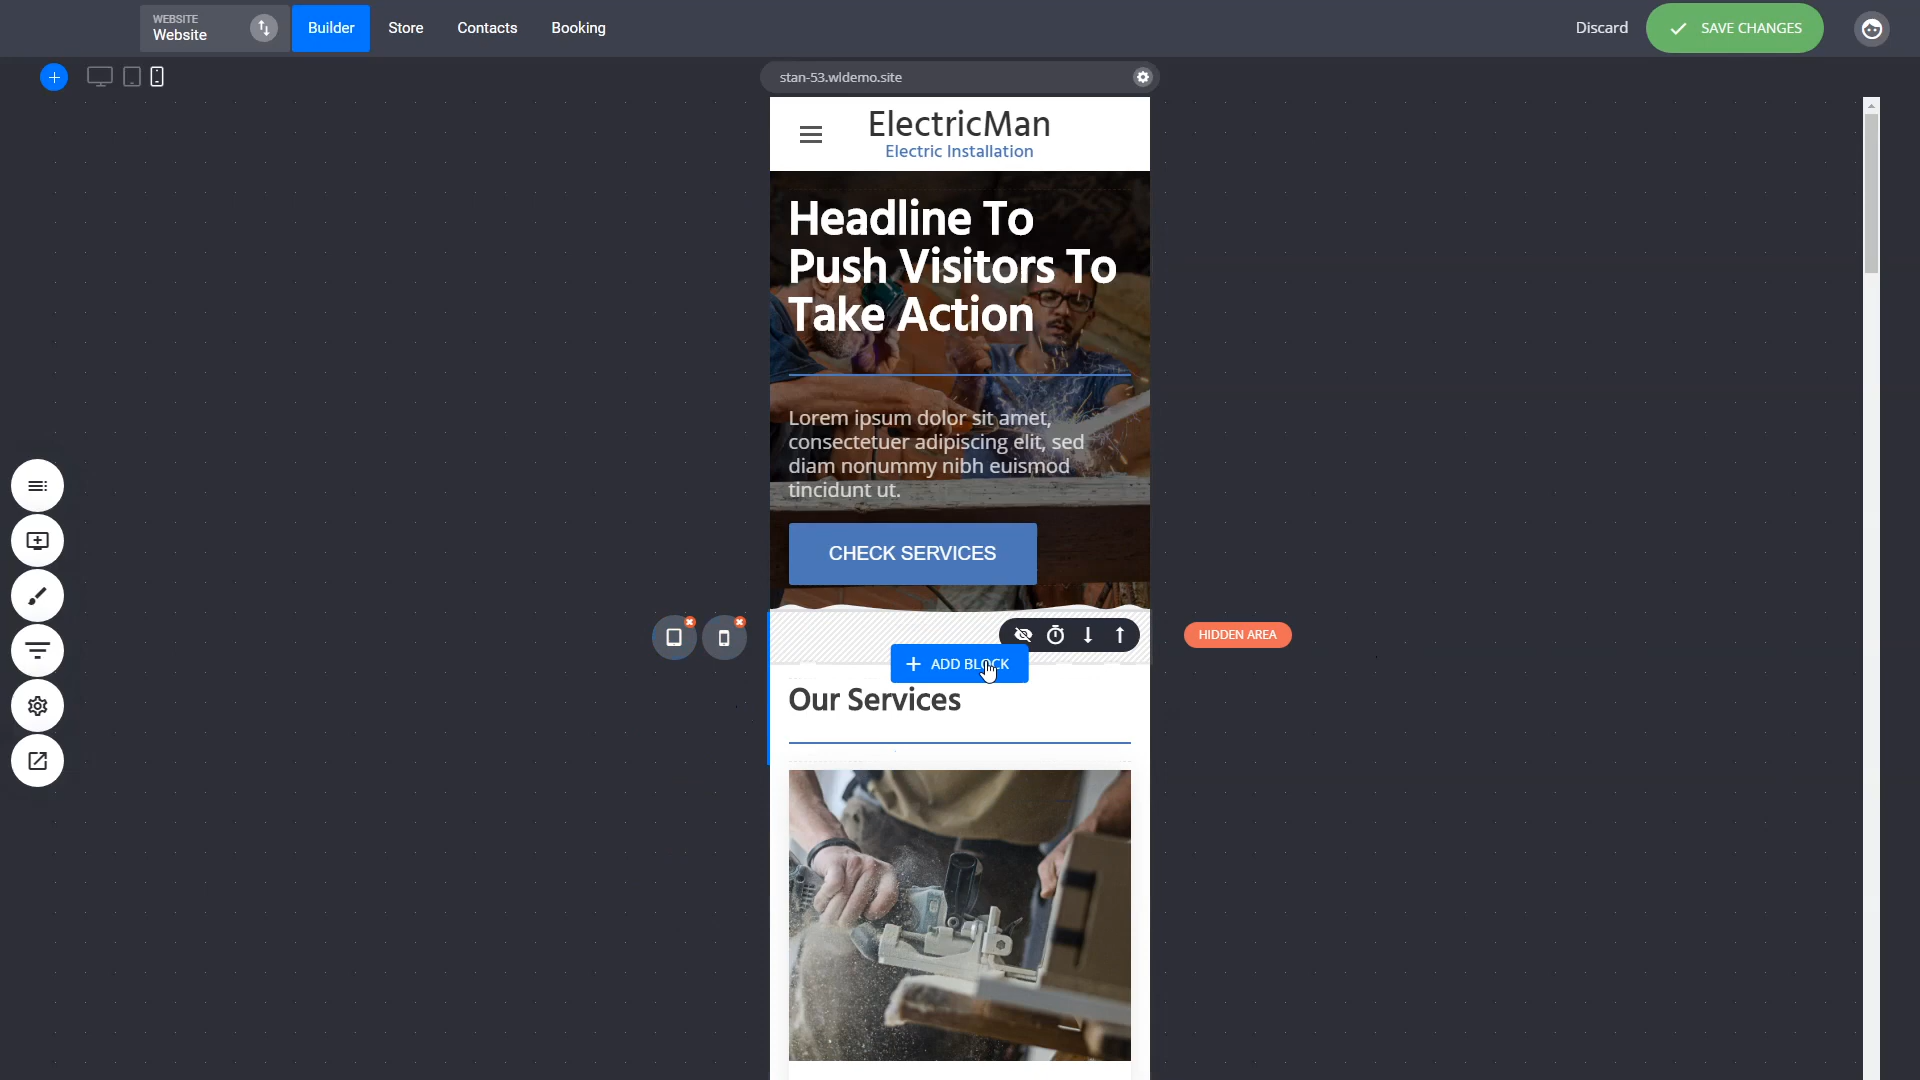 WEBSITE
Website
Builder
Store
Contacts
Booking
Discard
SAVE CHANGES
stan-53.wldemo.site
ElectricMan
Electric Installation
Headline To
Push Visitors To
Take Action
Lorem ipsum dolor sit amet,
consectetuer adipiscing elit, sed
diam nonummy nibh euismod
tincidunt ut.
CHECK SERVICES
HIDDEN AREA
ADD BLOCK
Our Services